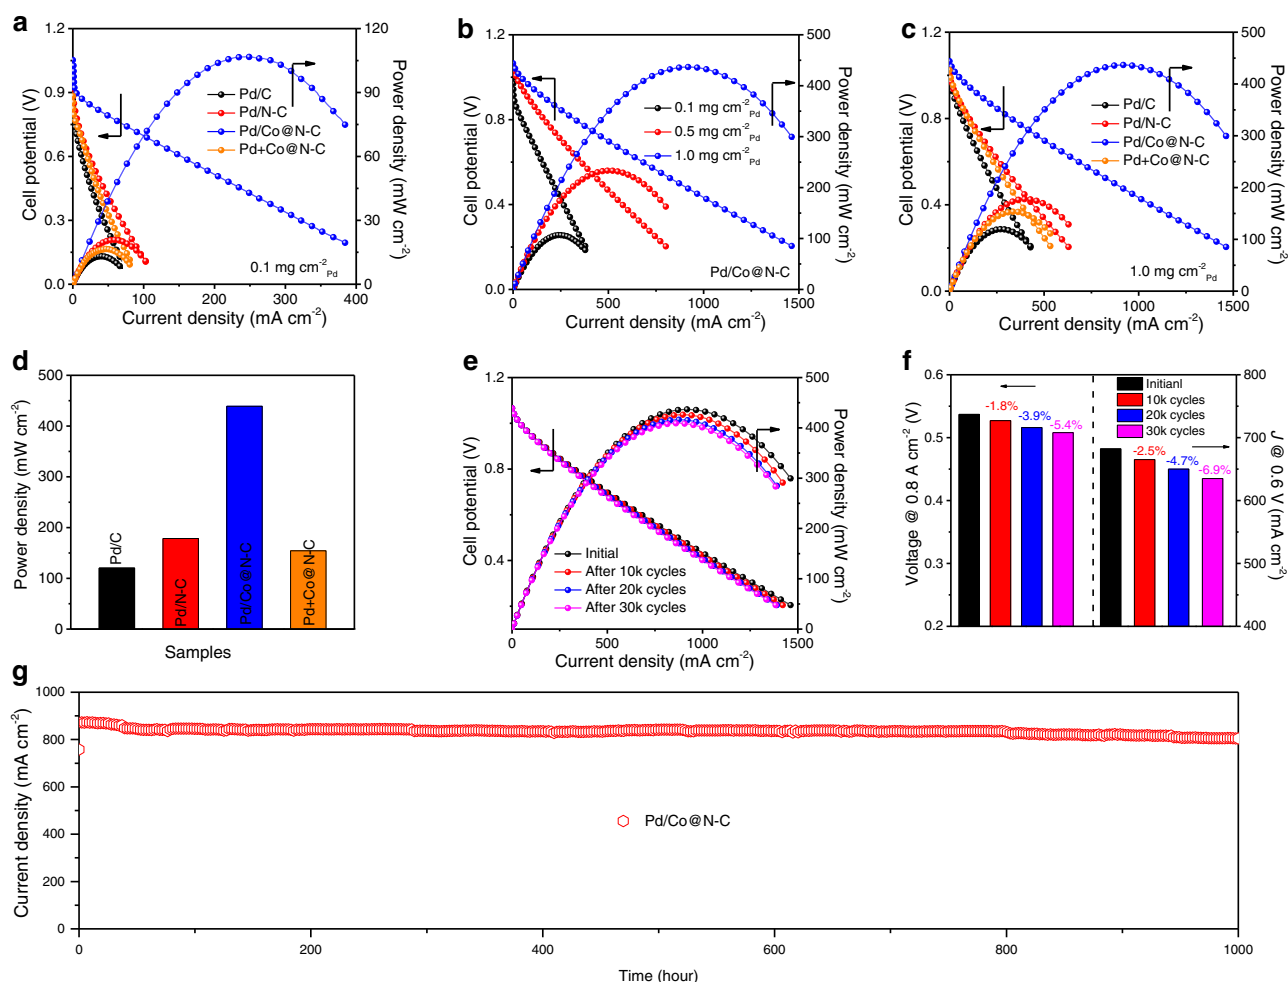 a
Cell potential (V)
1.2
0.9
0.6
0.3
0.0
0
100
200
300
400
Current density (mA cm-2)
120
90
60
30
0
Power density (mW cm-2)
Pd/C
Pd/N-C
Pd/Co@N-C
Pd+Co@N-C
0.1 mg cm-2Pd
b
Cell potential (V)
1.2
1.0
0.8
0.6
0.4
0.2
0.0
0
500
1000
1500
Current density (mA cm-2)
500
400
300
200
100
0
Power density (mW cm-2)
0.1 mg cm-2Pd
0.5 mg cm-2Pd
1.0 mg cm-2Pd
Pd/Co@N-C
c
Cell potential (V)
1.2
1.0
0.8
0.6
0.4
0.2
0.0
0
500
1000
1500
Current density (mA cm-2)
500
400
300
200
100
0
Power density (mW cm-2)
Pd/C
Pd/N-C
Pd/Co@N-C
Pd+Co@N-C
1.0 mg cm-2Pd
d
Power density (mW cm-2)
500
400
300
200
100
0
Pd/C
Pd/N-C
Pd/Co@N-C
Pd+Co@N-C
Samples
e
Cell potential (V)
1.2
0.8
0.4
0
500
1000
1500
Current density (mA cm-2)
500
400
300
200
100
0
Power density (mW cm-2)
Initial
After 10k cycles
After 20k cycles
After 30k cycles
f
Voltage @ 0.8 A cm-2 (V)
0.6
0.5
0.4
0.3
0.2
800
700
600
500
400
J @ 0.6 V (mA cm-2)
Initianl
10k cycles
20k cycles
30k cycles
-1.8%
-3.9%
-5.4%
-2.5%
-4.7%
-6.9%
g
Current density (mA cm-2)
1000
800
600
400
200
0
0
200
400
600
800
1000
Time (hour)
Pd/Co@N-C